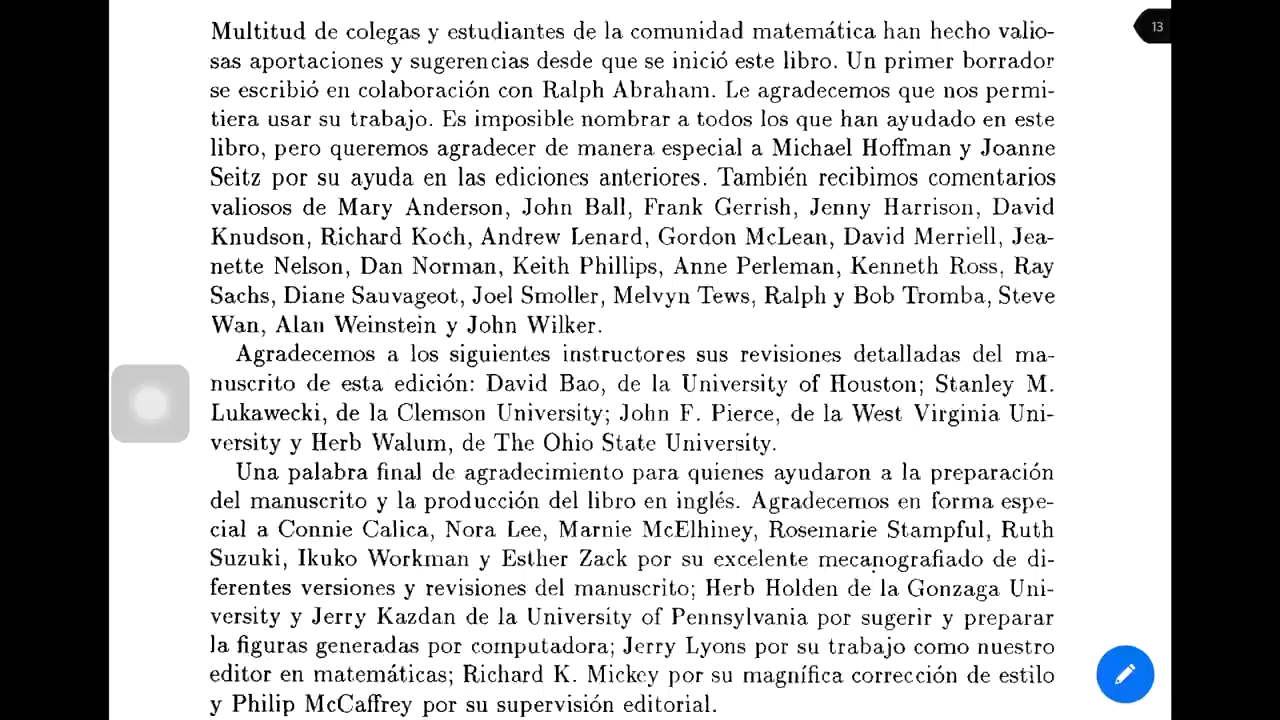 13
Multitud de colegas y estudiantes de la comunidad matemática han hecho valio-
sas aportaciones y sugerencias desde que se inició este libro. Un primer borrador
se escribió en colaboración con Ralph Abraham. Le agradecemos que nos permi-
tiera usar su trabajo. Es imposible nombrar a todos los que han ayudado en este
libro, pero queremos agradecer de manera especial a Michael Hoffman y Joanne
Seitz por su ayuda en las ediciones anteriores. También recibimos comentarios
valiosos de Mary Anderson, John Ball, Frank Gerrish, Jenny Harrison, David
Knudson, Richard Koch, Andrew Lenard, Gordon McLean, David Merriell, Jea-
nette Nelson, Dan Norman, Keith Phillips, Anne Perleman, Kenneth Ross, Ray
Sachs, Diane Sauvageot, Joel Smoller, Melvyn Tews, Ralph y Bob Tromba, Steve
Wan, Alan Weinstein y John Wilker.
Agradecemos a los siguientes instructores sus revisiones detalladas del ma-
nuscrito de esta edición: David Bao, de la University of Houston; Stanley M.
Lukawecki, de la Clemson University; John F. Pierce, de la West Virginia Uni-
versity y Herb Walum, de The Ohio State University.
Una palabra final de agradecimiento para quienes ayudaron a la preparación
del manuscrito y la producción del libro en inglés. Agradecemos en forma espe-
cial a Connie Calica, Nora Lee, Marnie McElhiney, Rosemarie Stampful, Ruth
Suzuki, Ikuko Workman y Esther Zack por su excelente mecanografiado de di-
ferentes versiones y revisiones del manuscrito; Herb Holden de la Gonzaga Uni-
versity y Jerry Kazdan de la University of Pennsylvania por sugerir y preparar
la figuras generadas por computadora; Jerry Lyons por su trabajo como nuestro
editor en matemáticas; Richard K. Mickey por su magnífica corrección de estilo
y Philip McCaffrey por su supervisión editorial.